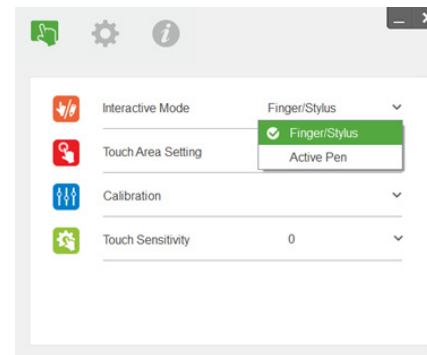 Interactive Mode Finger/Stylus
Finger/Stylus
Touch Area Setting
Active Pen
Calibration
Touch Sensitivity 0